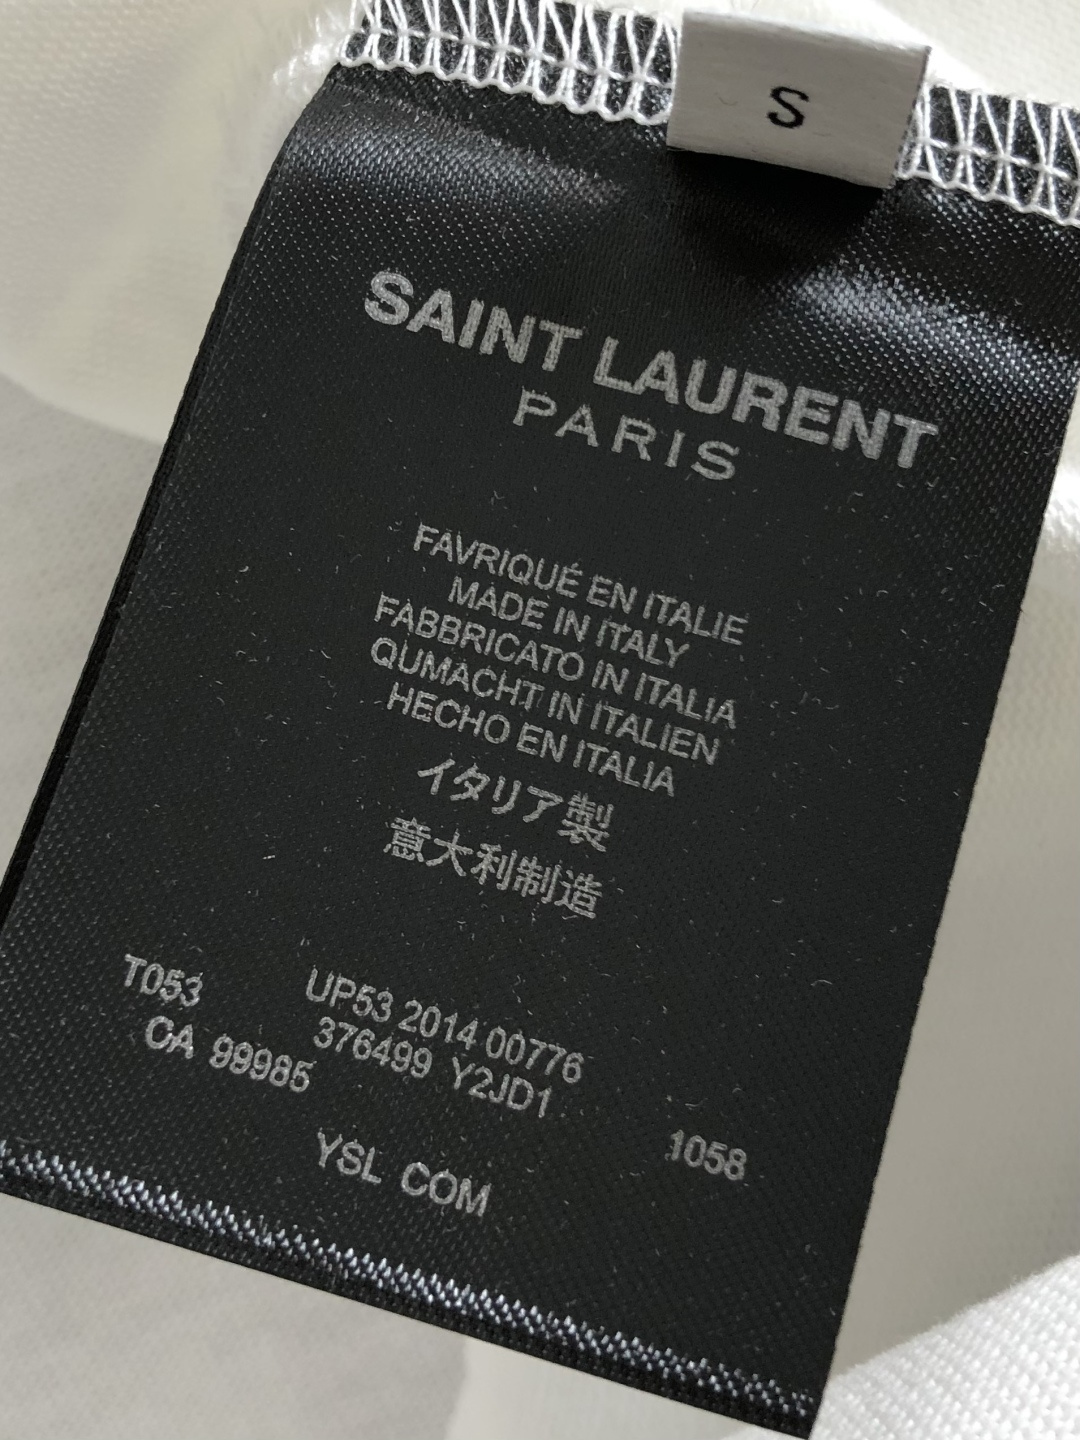 S
SAINT LAURENT
PARIS
FAVRIQUÉ EN ITALIE
MADE IN ITALY
FABBRICATO IN ITALIA
QUMACHT IN ITALIEN
HECHO EN ITALIA
イタリア製
意大利制造
T053 UP53 2014 00776
CA 99985 376499 Y2JD1
1058
YSL COM